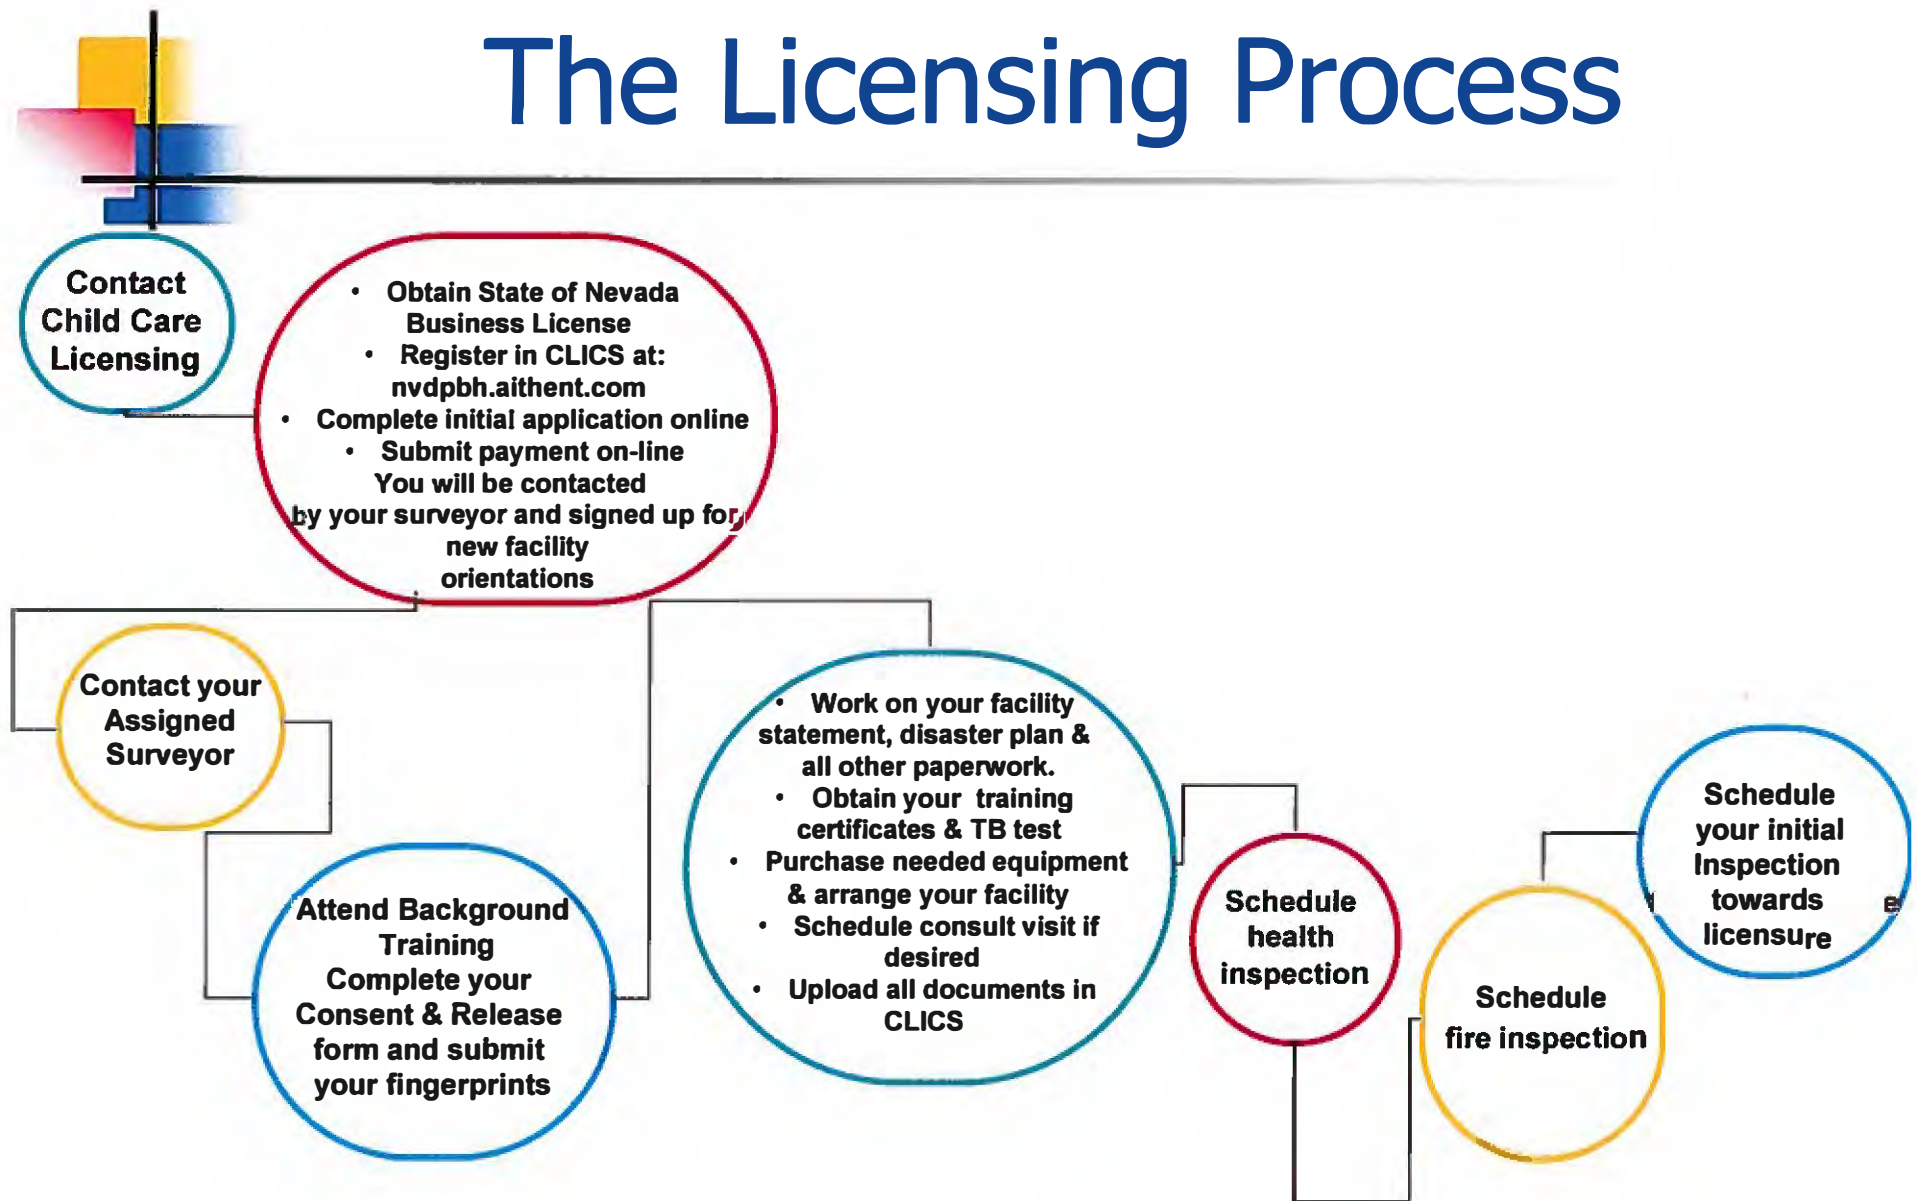 The Licensing Process
Contact
Child Care
Licensing
• Obtain State of Nevada
Business License
• Register in CLICS at:
nvdpbh.aithent.com
• Complete initial application online
• Submit payment on-line
You will be contacted
by your surveyor and signed up for
new facility
orientations
Contact your
Assigned
Surveyor
Attend Background
Training
Complete your
Consent & Release
form and submit
your fingerprints
• Work on your facility
statement, disaster plan &
all other paperwork.
• Obtain your training
certificates & TB test
• Purchase needed equipment
& arrange your facility
• Schedule consult visit if
desired
• Upload all documents in
CLICS
Schedule
health
inspection
Schedule
fire inspection
Schedule
your initial
Inspection
towards
licensure